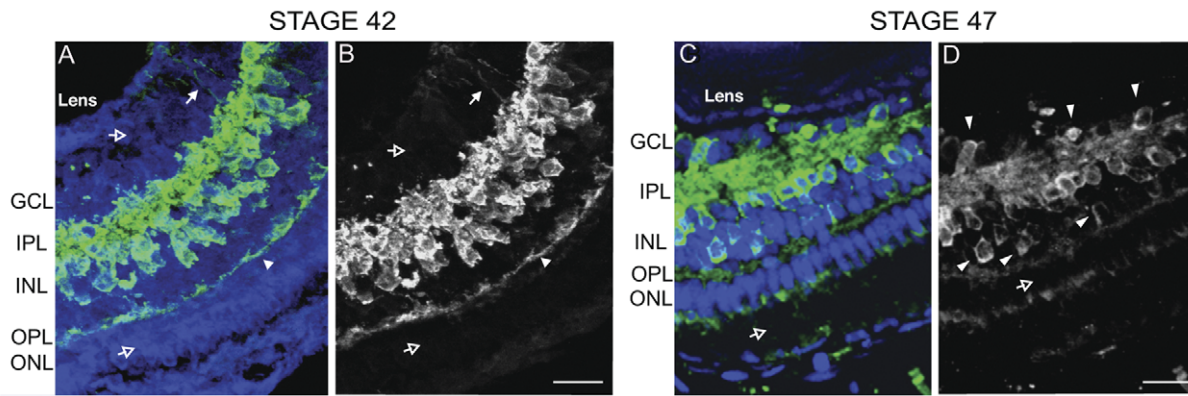 STAGE 42
STAGE 47
A
B
C
D
Lens
Lens
GCL
IPL
INL
OPL
ONL
GCL
IPL
INL
OPL
ONL